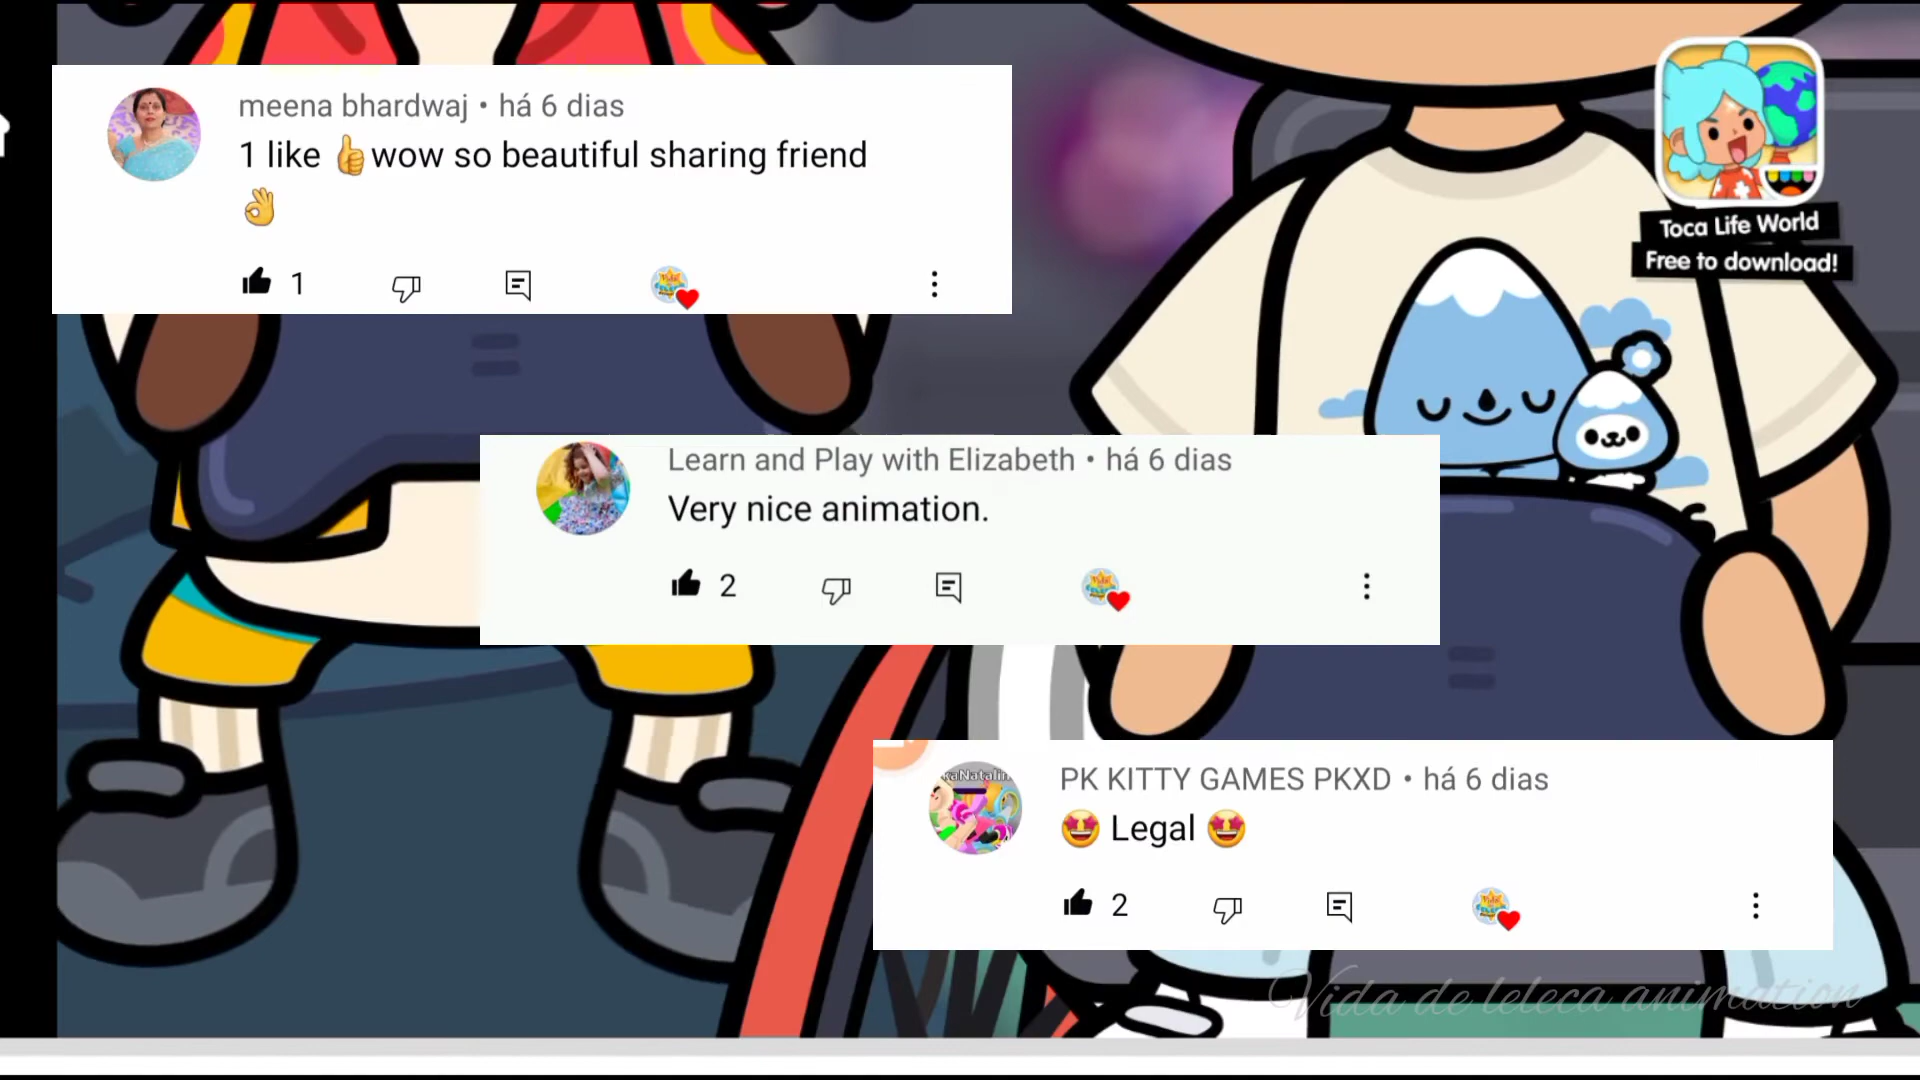 meena bhardwaj • há 6 dias
1 like 👍wow so beautiful sharing friend
👌
1
Toca Life World
Free to download!
Learn and Play with Elizabeth • há 6 dias
Very nice animation.
2
PK KITTY GAMES PKXD • há 6 dias
🤩 Legal 🤩
2
Vida de leleca animation